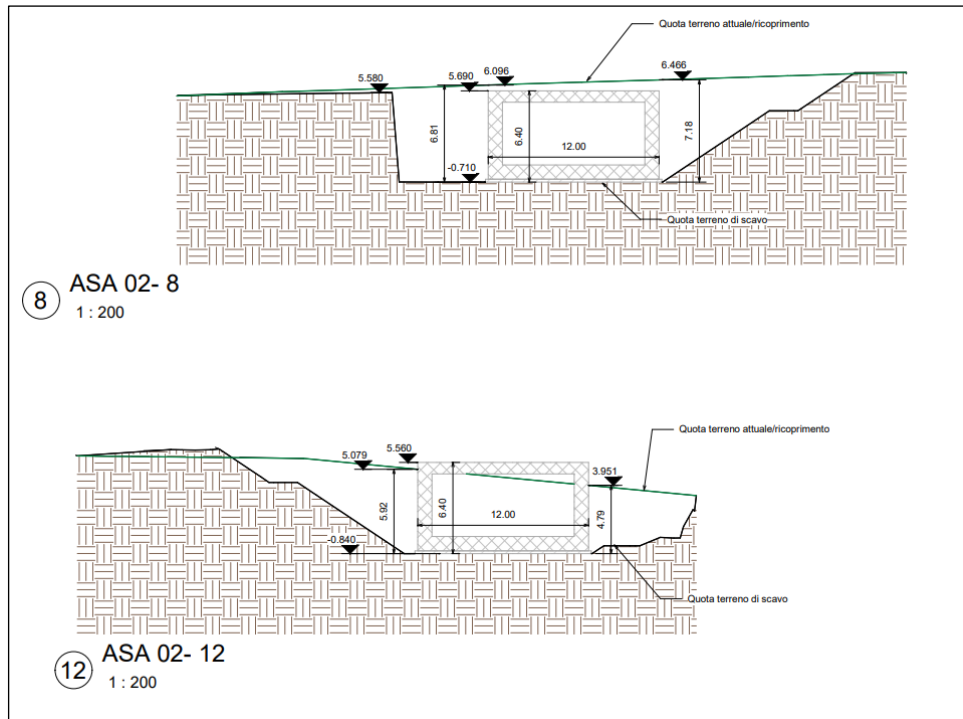 Quota terreno attuale/ricoprimento
5.580
5.690
6.096
6.466
6.81
6.40
12.00
7.18
-0.710
Quota terreno di scavo
8
ASA 02- 8
1 : 200
Quota terreno attuale/ricoprimento
5.079
5.560
3.951
5.92
6.40
12.00
4.79
-0.840
Quota terreno di scavo
12
ASA 02- 12
1 : 200